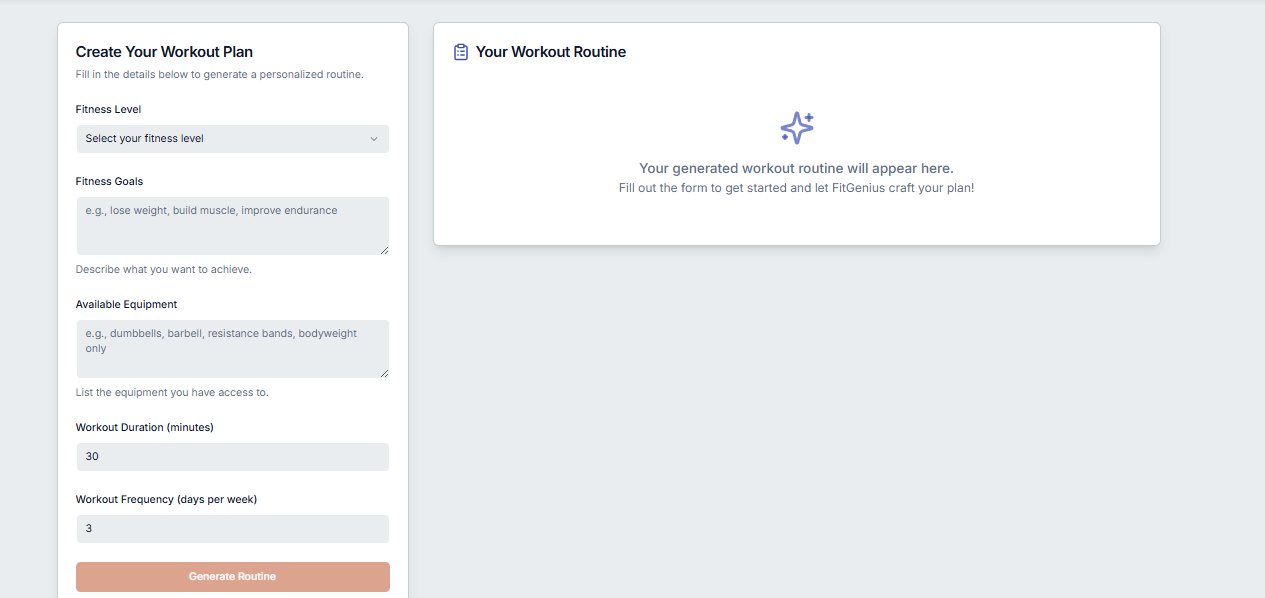 Create Your Workout Plan
Fill in the details below to generate a personalized routine.
Fitness Level
Select your fitness level
Fitness Goals
e.g., lose weight, build muscle, improve endurance
Describe what you want to achieve.
Available Equipment
e.g., dumbbells, barbell, resistance bands, bodyweight
only
List the equipment you have access to.
Workout Duration (minutes)
30
Workout Frequency (days per week)
3
Generate Routine
Your Workout Routine
Your generated workout routine will appear here.
Fill out the form to get started and let FitGenius craft your plan!